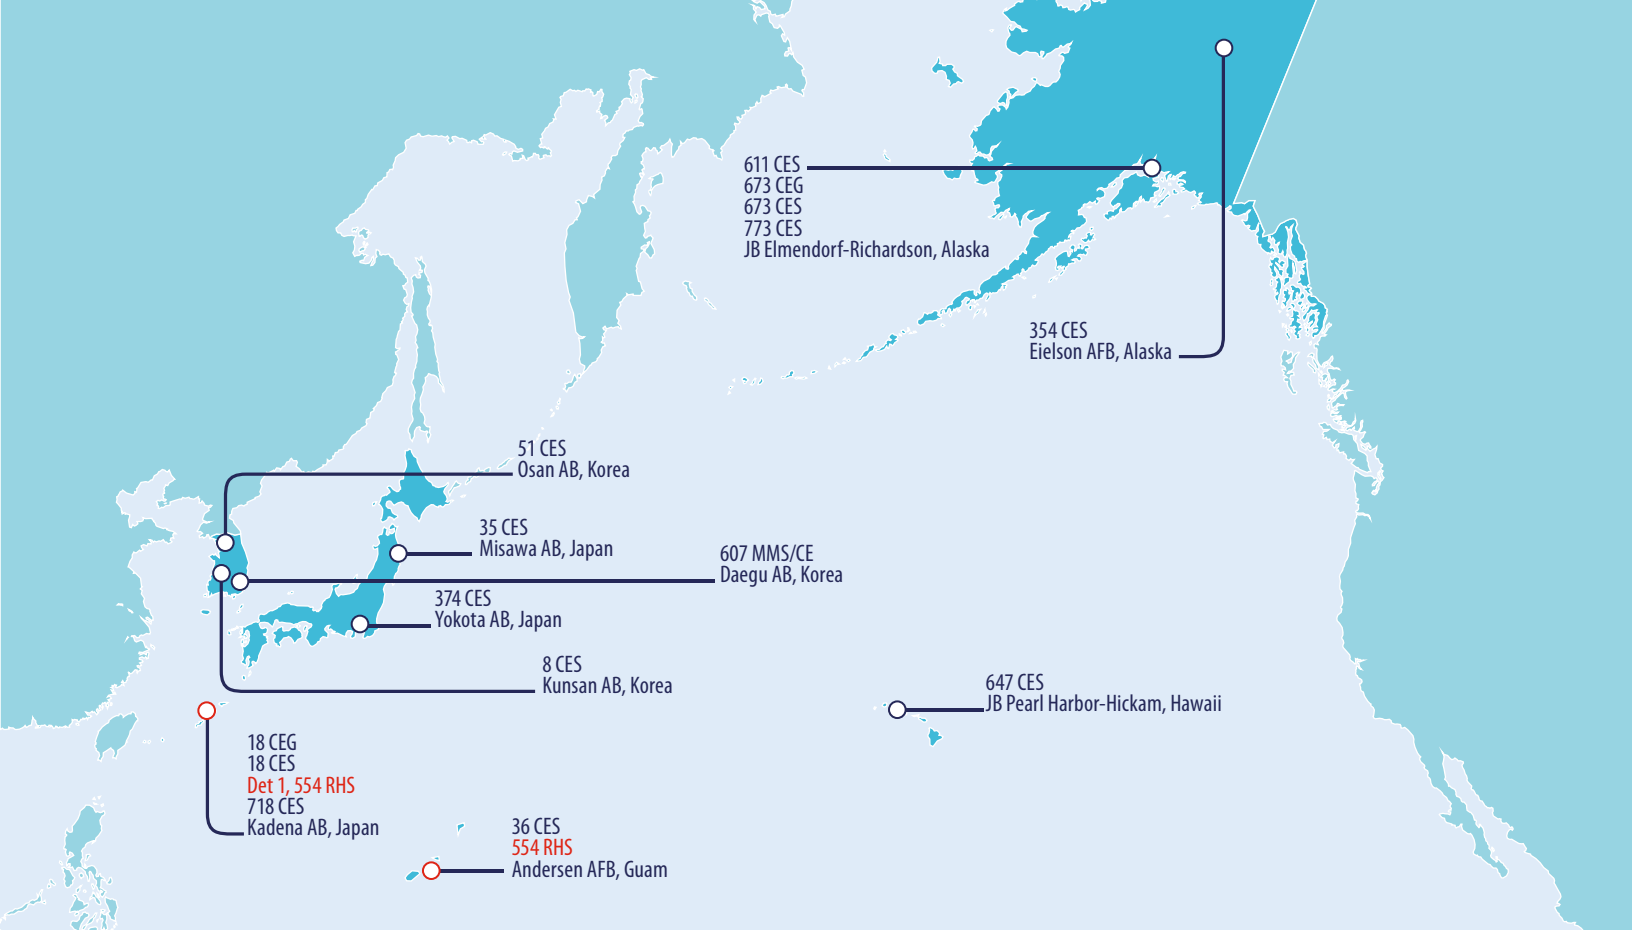 611 CES
673 CEG
673 CES
773 CES
JB Elmendorf-Richardson, Alaska
354 CES
Eielson AFB, Alaska
51 CES
Osan AB, Korea
35 CES
Misawa AB, Japan
607 MMS/CE
Daegu AB, Korea
374 CES
Yokota AB, Japan
8 CES
Kunsan AB, Korea
647 CES
JB Pearl Harbor-Hickam, Hawaii
18 CEG
18 CES
Det 1, 554 RHS
718 CES
Kadena AB, Japan
36 CES
554 RHS
Andersen AFB, Guam